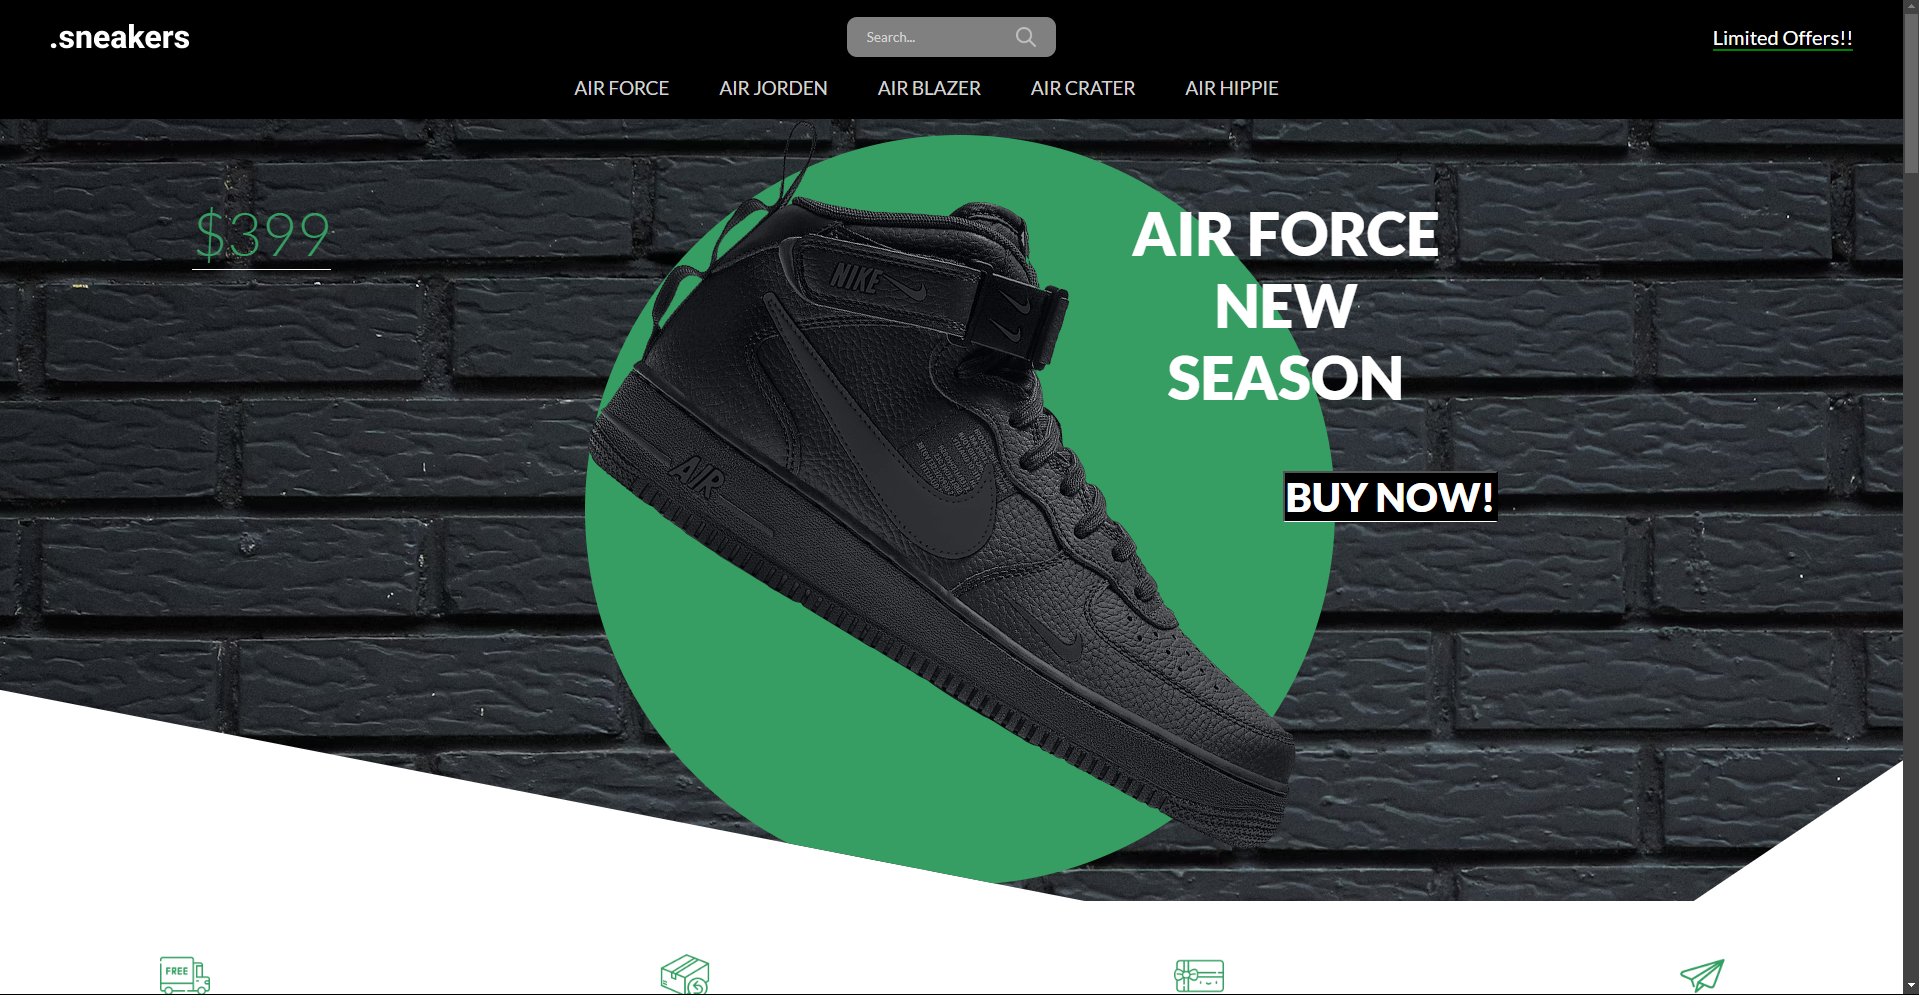 .sneakers
Search...
Limited Offers!!
AIR FORCE
AIR JORDEN
AIR BLAZER
AIR CRATER
AIR HIPPIE
$399
AIR FORCE
NEW
SEASON
BUY NOW!
NIKE
AIR
FREE